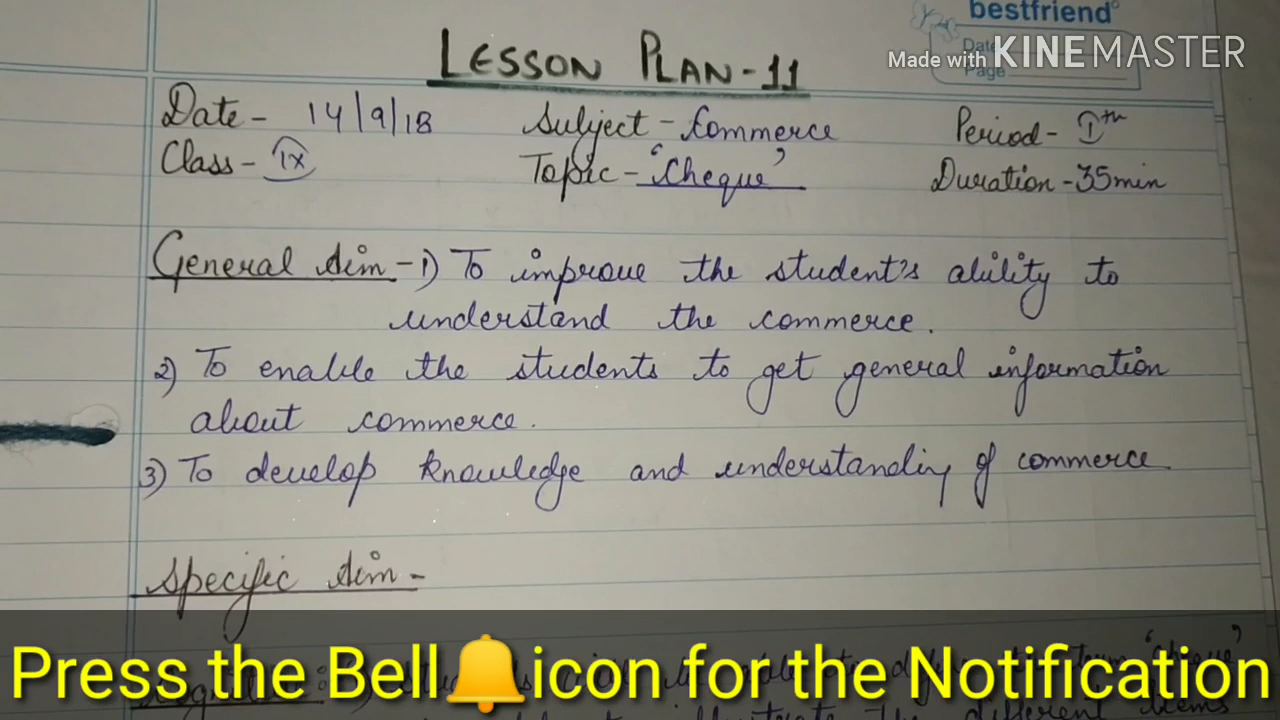 bestfriend
Date
Made with KINEMASTER
Page
LESSON PLAN-11
Date - 14/9/18 Subject - Commerce Period - Ith
Class - IX Topic - 'Cheque' Duration - 35min
General Aim - 1) To improve the student's ability to
understand the commerce.
2) To enable the students to get general information
about commerce.
3) To develop knowledge and understanding of commerce
Specific Aim -
Press the Bell🔔icon for the Notification